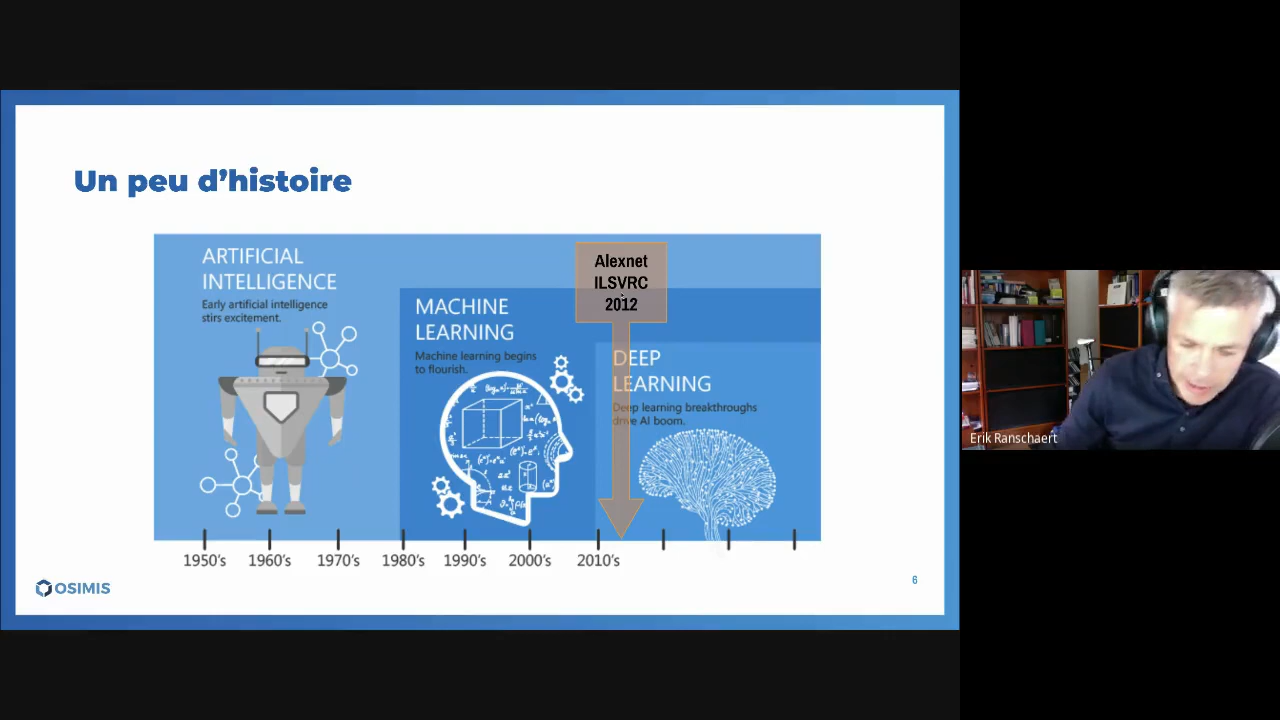 Un peu d’histoire
ARTIFICIAL
INTELLIGENCE
Early artificial intelligence
stirs excitement.
MACHINE
LEARNING
Machine learning begins
to flourish.
Alexnet
ILSVRC
2012
DEEP
LEARNING
Deep learning breakthroughs
drive AI boom.
1950's 1960's 1970's 1980's 1990's 2000's 2010's
OSIMIS
6
Erik Ranschaert